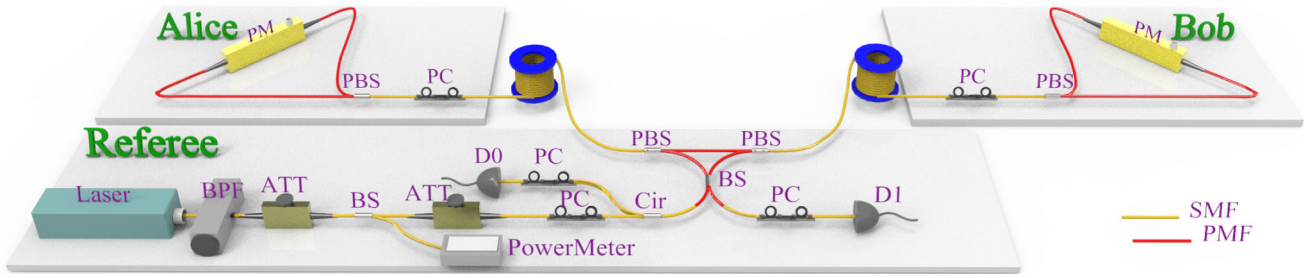 Alice
PM
PBS
PC
Bob
PM
PC
PBS
Referee
PBS
PBS
D0
PC
BS
Laser
BPF
ATT
BS
ATT
PC
Cir
PC
D1
PowerMeter
SMF
PMF